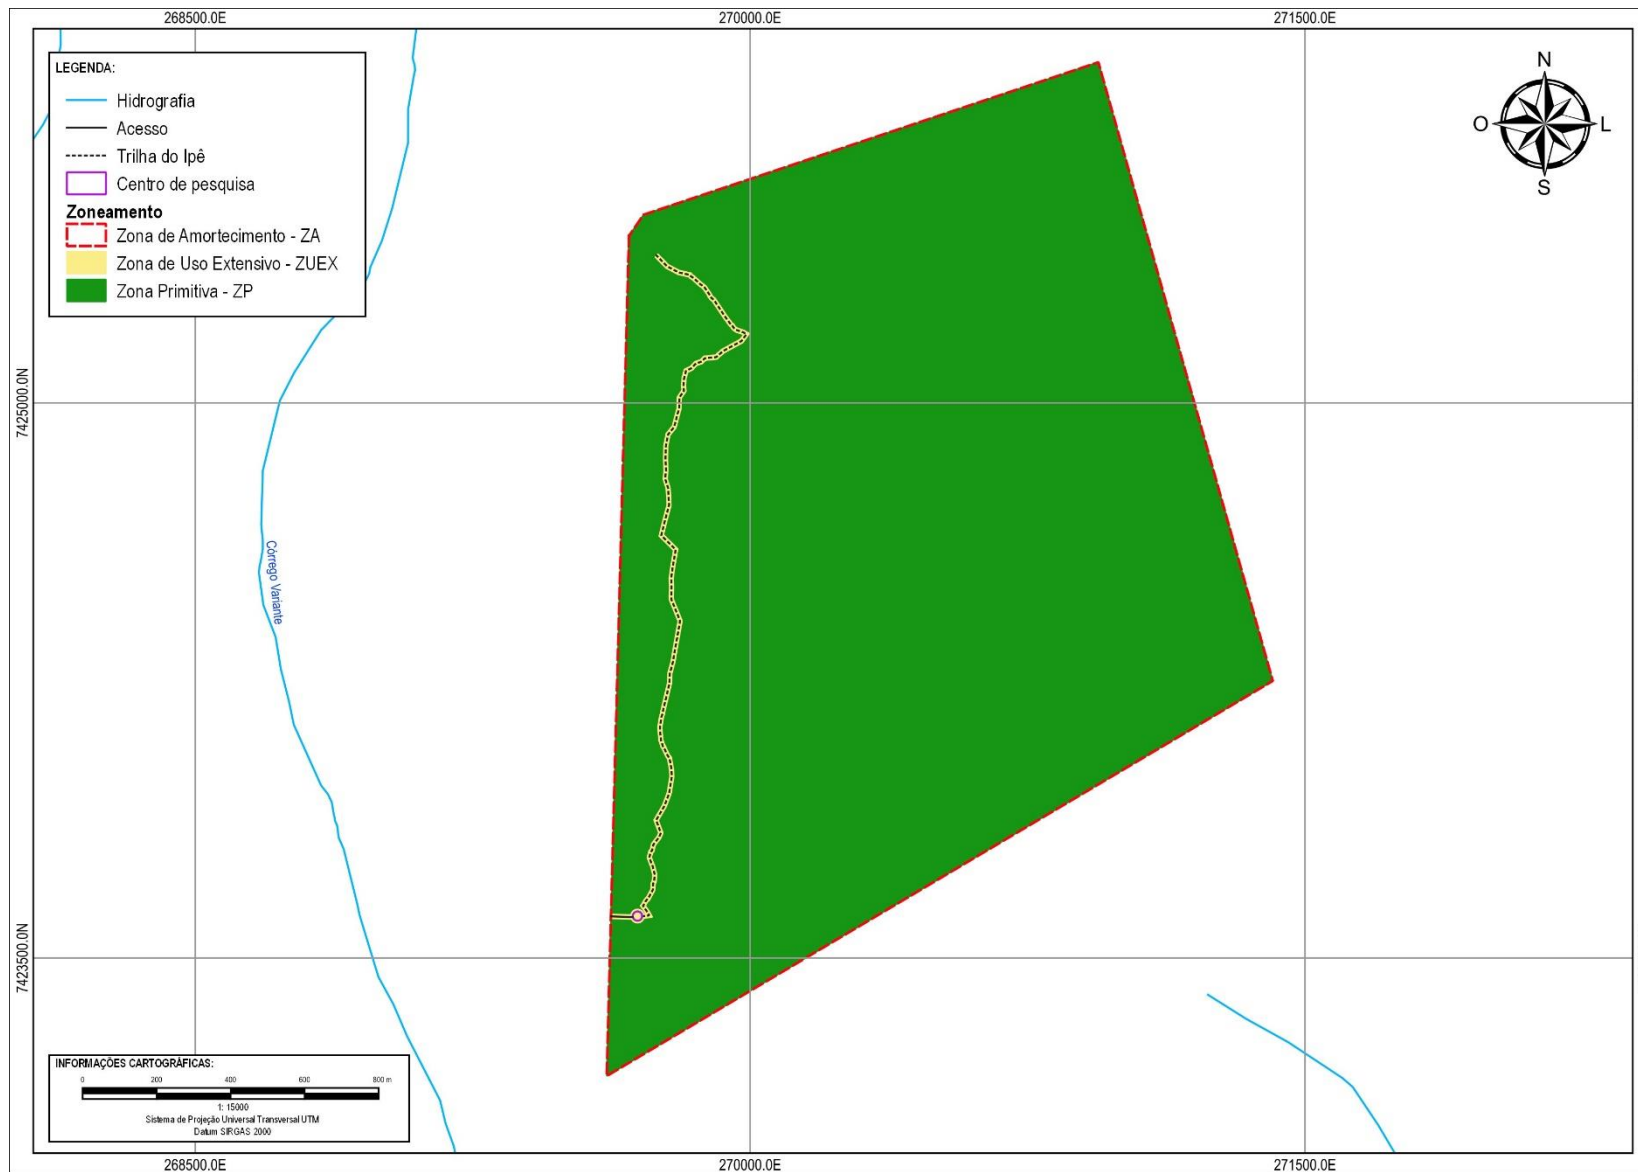 268500.0E
270000.0E
271500.0E
LEGENDA:
Hidrografia
Acesso
Trilha do Ipê
Centro de pesquisa
Zoneamento
Zona de Amortecimento - ZA
Zona de Uso Extensivo - ZUEX
Zona Primitiva - ZP
N
O
L
S
7425000.0N
Córrego Variante
7423500.0N
INFORMAÇÕES CARTOGRÁFICAS:
0 200 400 600 800 m
1: 15000
Sistema de Projeção Universal Transversal UTM
Datum SIRGAS 2000
268500.0E
270000.0E
271500.0E